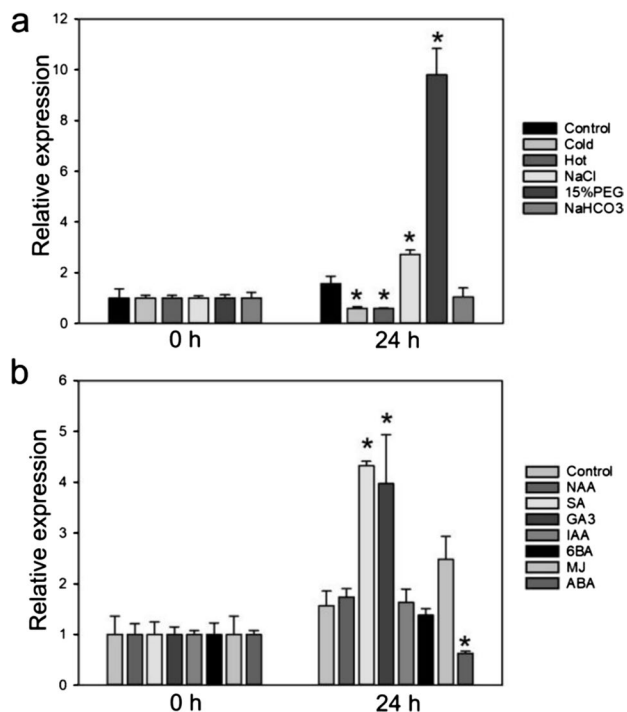 a
Relative expression
12
10
8
6
4
2
0
* * * *
0 h 24 h
Control
Cold
Hot
NaCl
15%PEG
NaHCO3
b
Relative expression
6
5
4
3
2
1
0
* * *
0 h 24 h
Control
NAA
SA
GA3
IAA
6BA
MJ
ABA